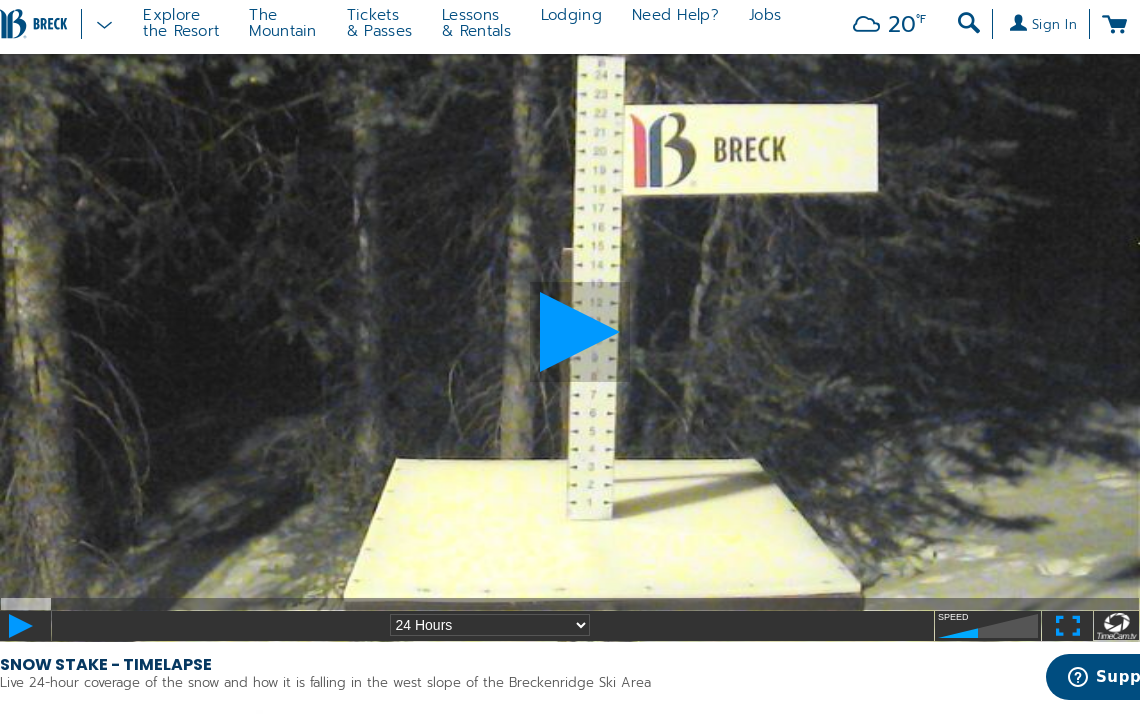 BRECK
Explore
the Resort
The
Mountain
Tickets
& Passes
Lessons
& Rentals
Lodging
Need Help?
Jobs
20°F
Sign In
24
23
22
21
20
19
18
17
16
15
14
13
12
9
8
7
6
5
4
3
2
1
BRECK
24 Hours
SPEED
TimeCam.tv
SNOW STAKE - TIMELAPSE
Live 24-hour coverage of the snow and how it is falling in the west slope of the Breckenridge Ski Area
Supp